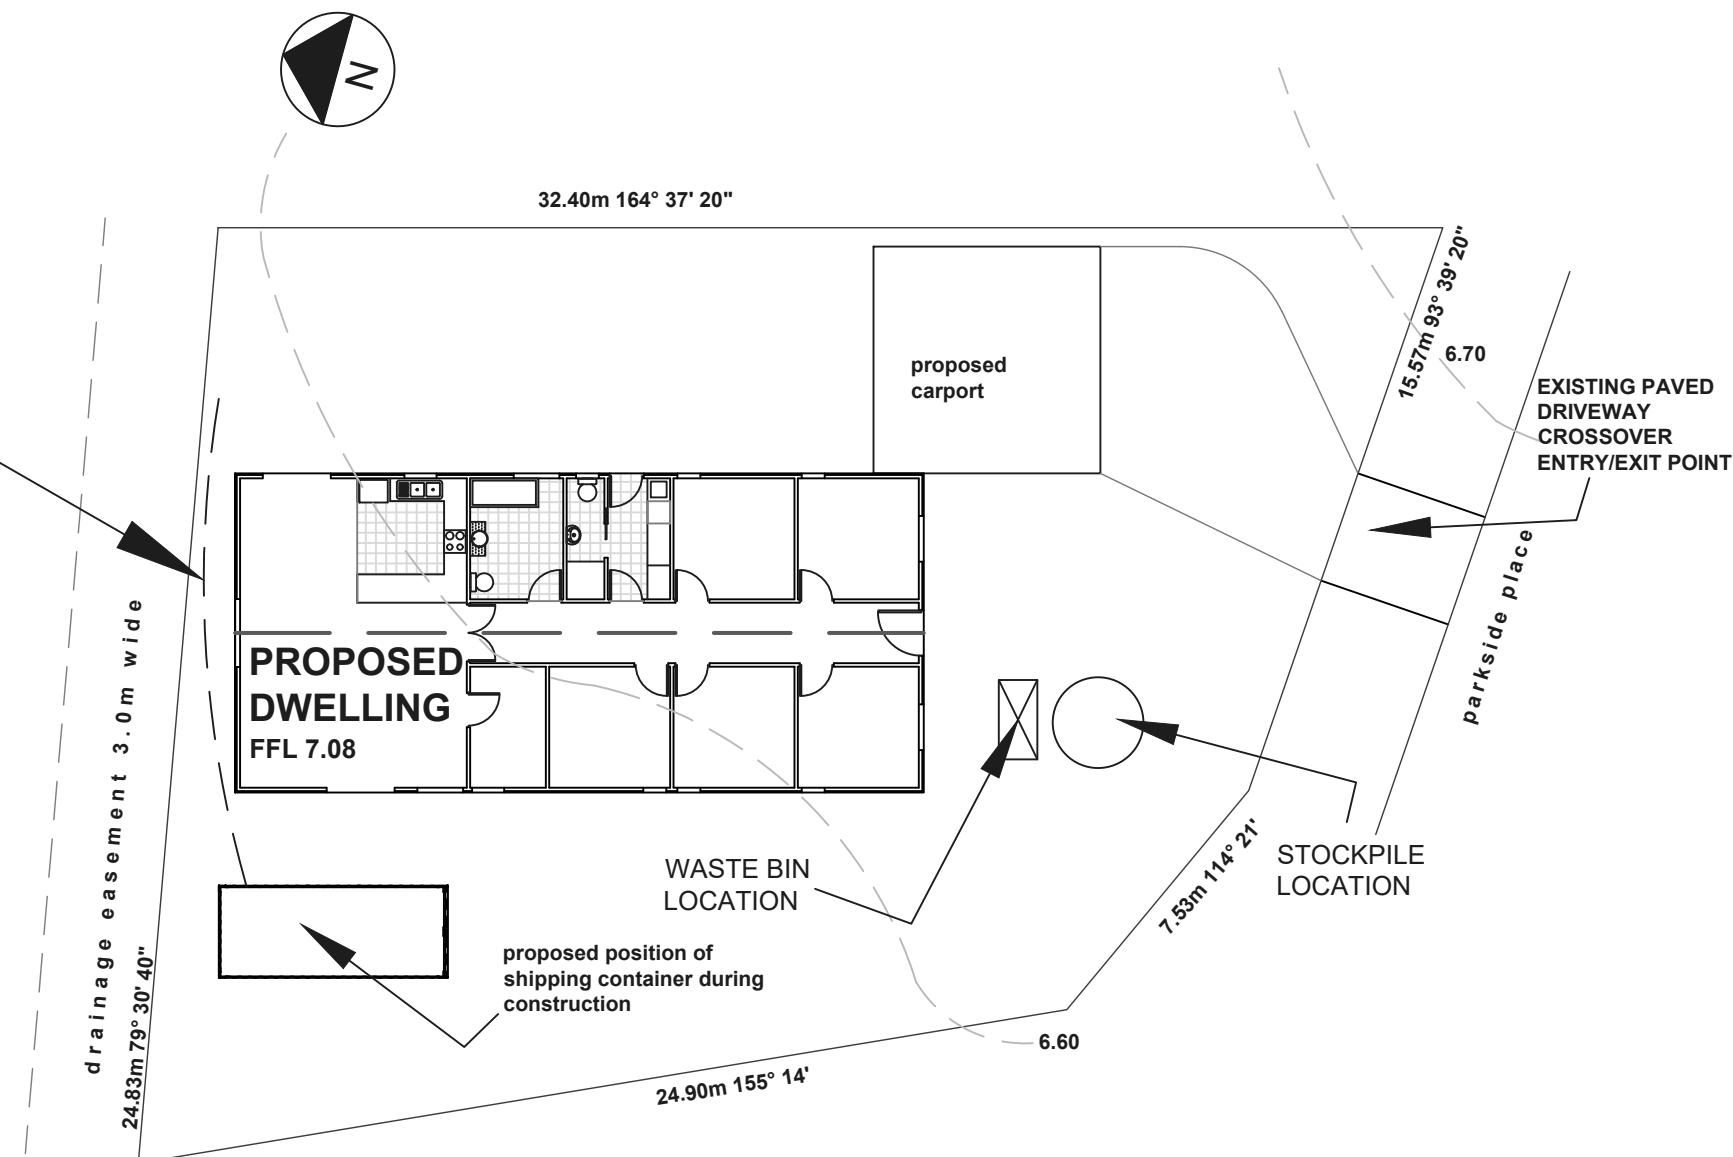 N
32.40m 164° 37' 20"
15.57m 93° 39' 20"
6.70
proposed
carport
EXISTING PAVED
DRIVEWAY
CROSSOVER
ENTRY/EXIT POINT
parkside place
drainage easement 3.0m wide
PROPOSED
DWELLING
FFL 7.08
WASTE BIN
LOCATION
STOCKPILE
LOCATION
7.53m 114° 21'
24.83m 79° 30' 40"
proposed position of
shipping container during
construction
6.60
24.90m 155° 14'